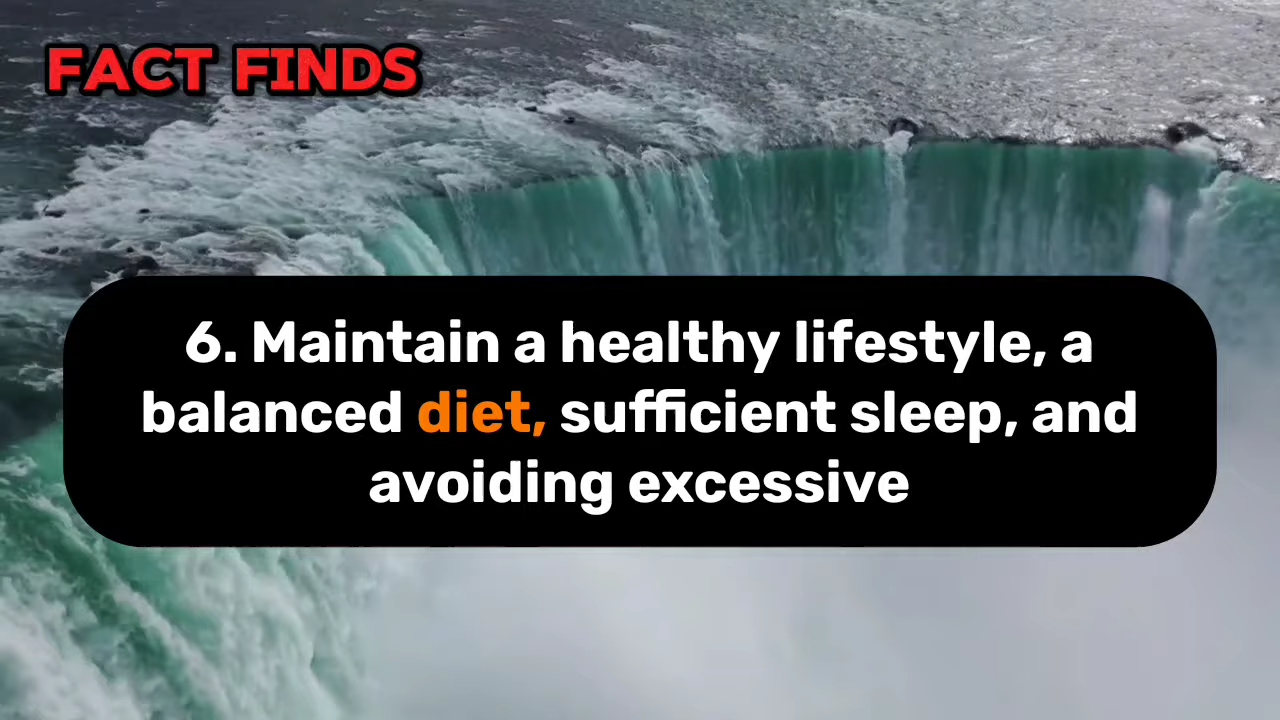 FACT FINDS
6. Maintain a healthy lifestyle, a
balanced diet, sufficient sleep, and
avoiding excessive